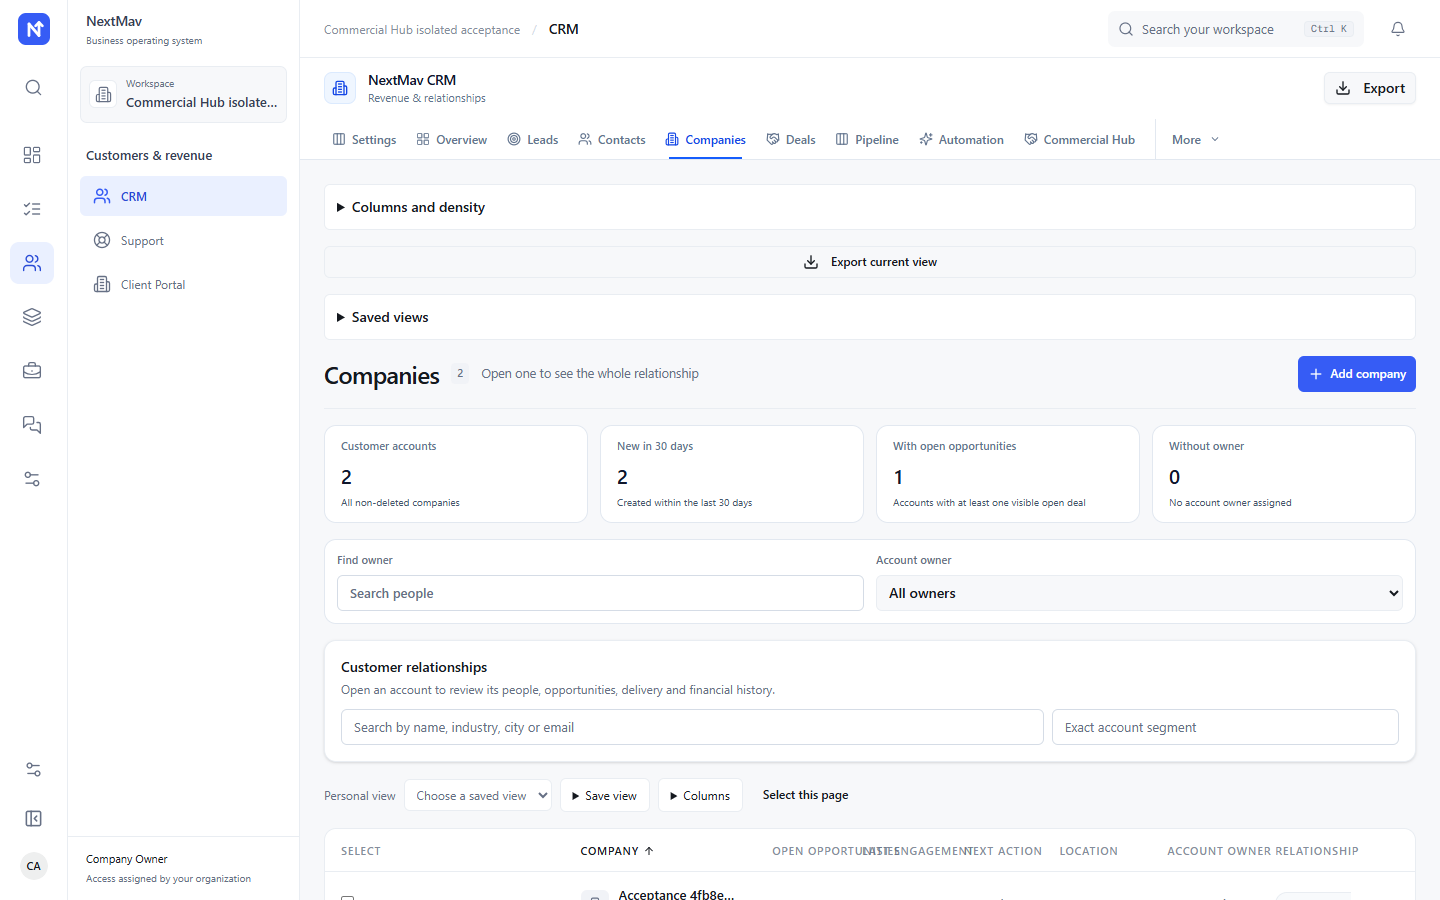 NextMav
Business operating system
Workspace
Commercial Hub isolate...
Customers & revenue
CRM
Support
Client Portal
Company Owner
Access assigned by your organization
CA
Commercial Hub isolated acceptance / CRM
Search your workspace
Ctrl K
NextMav CRM
Revenue & relationships
Export
Settings
Overview
Leads
Contacts
Companies
Deals
Pipeline
Automation
Commercial Hub
More
Columns and density
Export current view
Saved views
Companies 2 Open one to see the whole relationship
Add company
Customer accounts
2
All non-deleted companies
New in 30 days
2
Created within the last 30 days
With open opportunities
1
Accounts with at least one visible open deal
Without owner
0
No account owner assigned
Find owner
Search people
Account owner
All owners
Customer relationships
Open an account to review its people, opportunities, delivery and financial history.
Search by name, industry, city or email
Exact account segment
Personal view
Choose a saved view
Save view
Columns
Select this page
SELECT
COMPANY
OPEN OPPORTUNITIES
LAST ENGAGEMENT
NEXT ACTION
LOCATION
ACCOUNT OWNER
RELATIONSHIP
Acceptance 4fb8e...